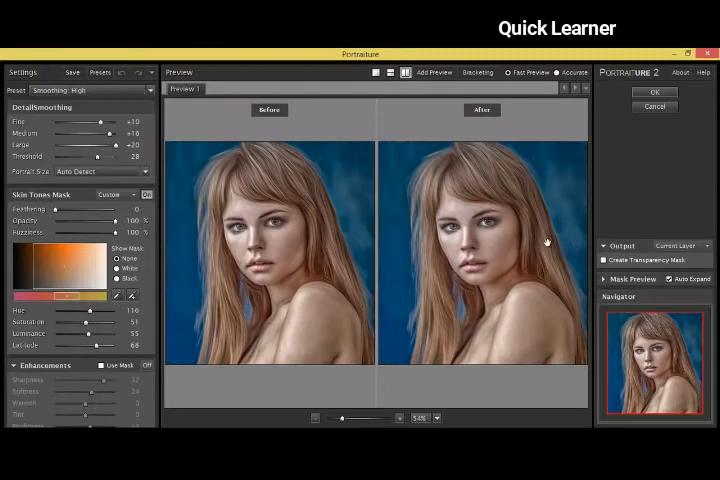 Quick Learner
Portraiture
Settings Save Presets
Preset Smoothing: High
DetailSmoothing
Fine +10
Medium +16
Large +20
Threshold 28
Portrait Size Auto Detect
Skin Tones Mask Custom On
Feathering 0
Opacity 100 %
Fuzziness 100 %
Show Mask:
None
White
Black
Hue 116
Saturation 51
Luminance 55
Latitude 68
Enhancements Use Mask Off
Sharpness 32
Softness 24
Warmth 0
Tint 0
Preview Add Preview Bracketing Fast Preview Accurate
Preview 1
Before After
54%
PORTRAITURE 2 About Help
OK
Cancel
Output Current Layer
Create Transparency Mask
Mask Preview Auto Expand
Navigator